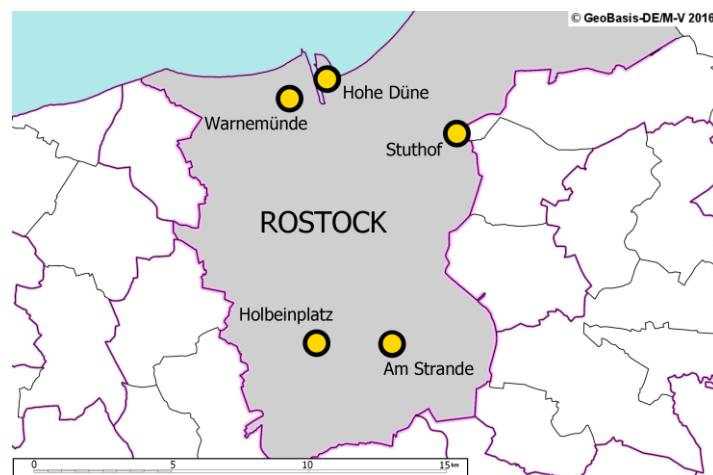 © GeoBasis-DE/M-V 2016
Hohe Düne
Warnemünde
Stuthof
ROSTOCK
Holbeinplatz
Am Strande
0 5 10 15 km